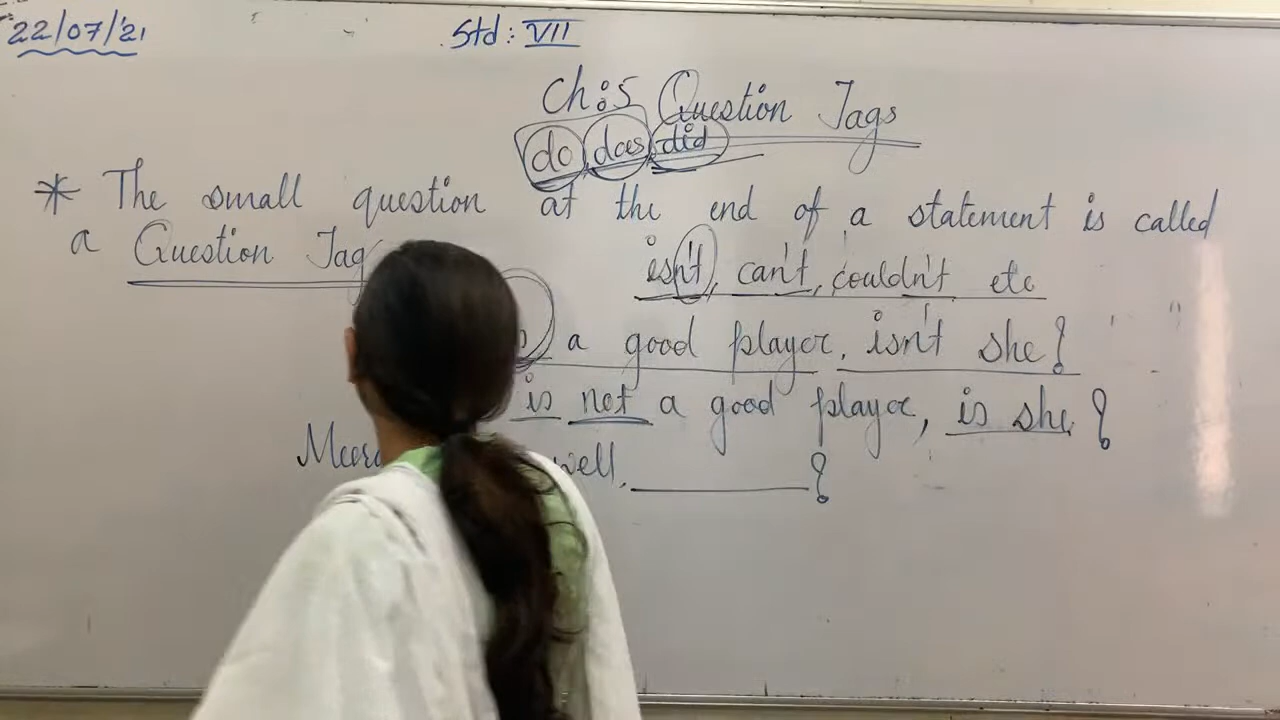 22/07/21
Std: VII
Ch:5 Question Tags
do does did
* The small question at the end of a statement is called
a Question Tag
isn't, can't, couldn't etc
a good player, isn't she?
is not a good player, is she?
well, ________?